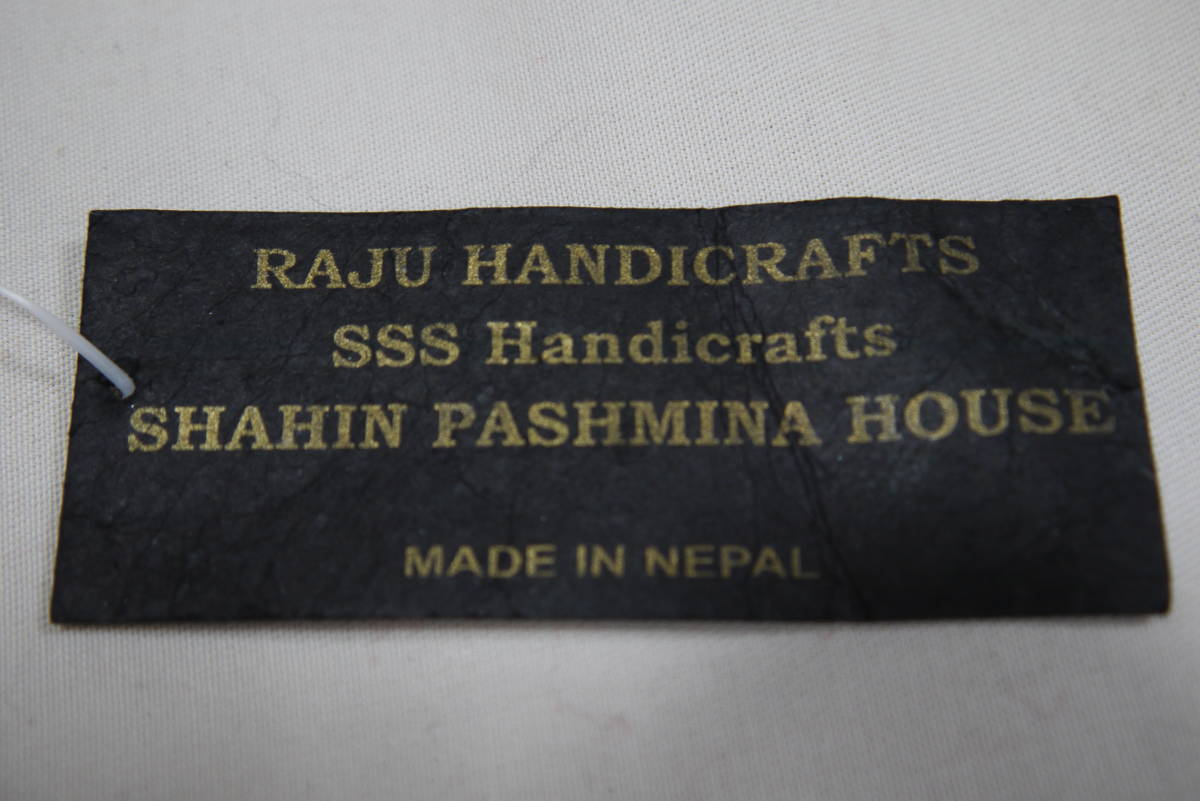 RAJU HANDICRAFTS
SSS Handicrafts
SHAHIN PASHMINA HOUSE
MADE IN NEPAL